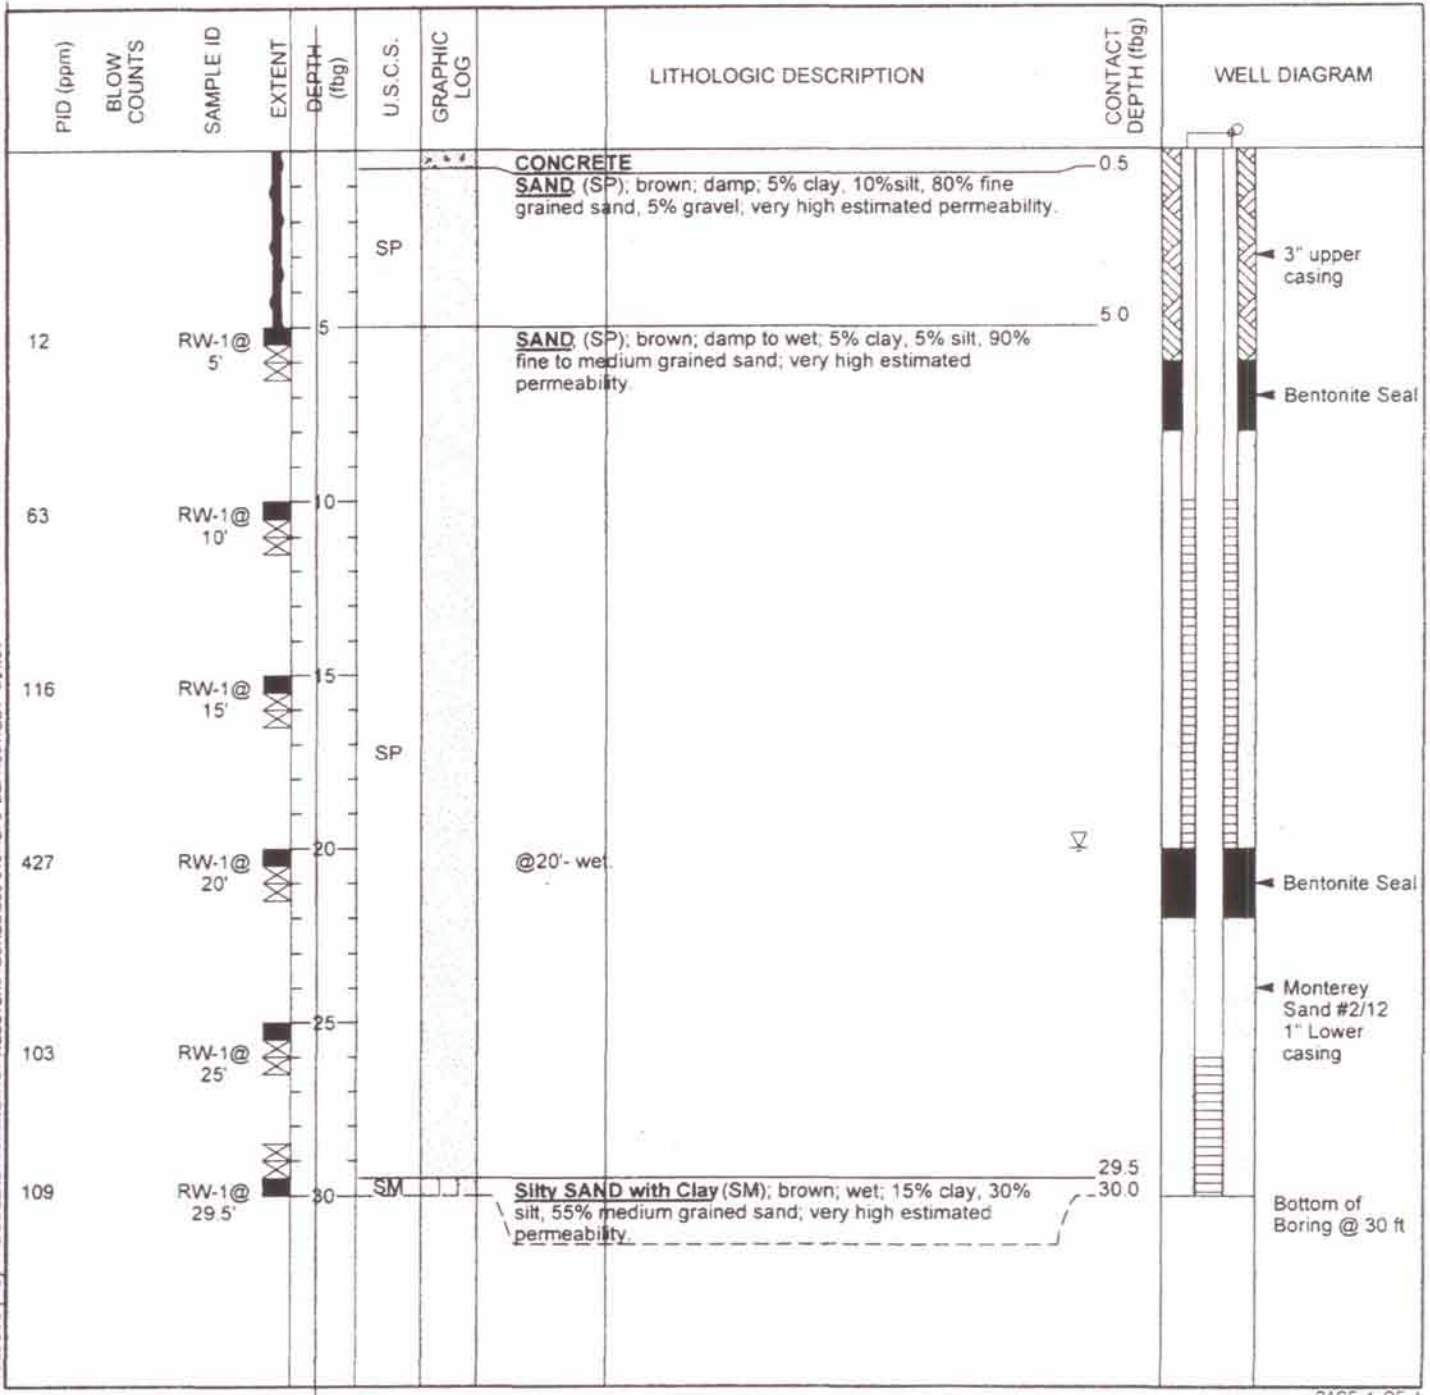 PID (ppm)
BLOW
COUNTS
SAMPLE ID
EXTENT
DEPTH
(fbg)
U.S.C.S.
GRAPHIC
LOG
LITHOLOGIC DESCRIPTION
CONTACT
DEPTH (fbg)
WELL DIAGRAM
CONCRETE
0.5
SAND (SP); brown; damp; 5% clay, 10%silt, 80% fine
grained sand, 5% gravel; very high estimated permeability.
SP
3" upper
casing
5.0
12
RW-1@
5'
5
SAND (SP); brown; damp to wet; 5% clay, 5% silt, 90%
fine to medium grained sand; very high estimated
permeability.
Bentonite Seal
63
RW-1@
10'
10
116
RW-1@
15'
15
SP
427
RW-1@
20'
20
@20'- wet.
Bentonite Seal
Monterey
Sand #2/12
1" Lower
casing
103
RW-1@
25'
25
29.5
109
RW-1@
29.5'
30
SM
Silty SAND with Clay (SM); brown; wet; 15% clay, 30%
silt, 55% medium grained sand; very high estimated
permeability.
30.0
Bottom of
Boring @ 30 ft